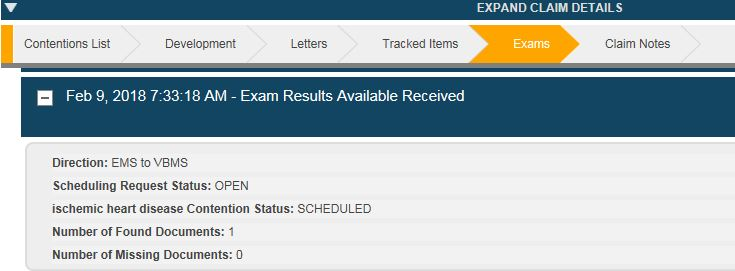 EXPAND CLAIM DETAILS
Contentions List Development Letters Tracked Items Exams Claim Notes
Feb 9, 2018 7:33:18 AM - Exam Results Available Received
Direction: EMS to VBMS
Scheduling Request Status: OPEN
ischemic heart disease Contention Status: SCHEDULED
Number of Found Documents: 1
Number of Missing Documents: 0